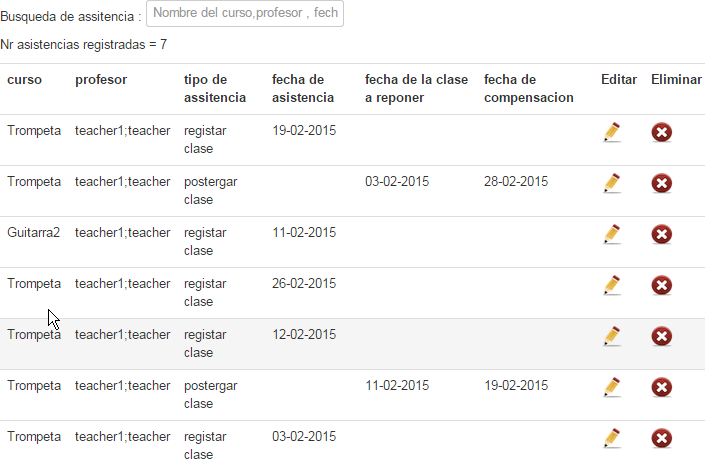 Busqueda de assitencia : Nombre del curso,profesor , fech
Nr asistencias registradas = 7
curso profesor tipo de assitencia fecha de asistencia fecha de la clase a reponer fecha de compensacion Editar Eliminar
Trompeta teacher1;teacher registar clase 19-02-2015
Trompeta teacher1;teacher postergar clase 03-02-2015 28-02-2015
Guitarra2 teacher1;teacher registar clase 11-02-2015
Trompeta teacher1;teacher registar clase 26-02-2015
Trompeta teacher1;teacher registar clase 12-02-2015
Trompeta teacher1;teacher postergar clase 11-02-2015 19-02-2015
Trompeta teacher1;teacher registar clase 03-02-2015